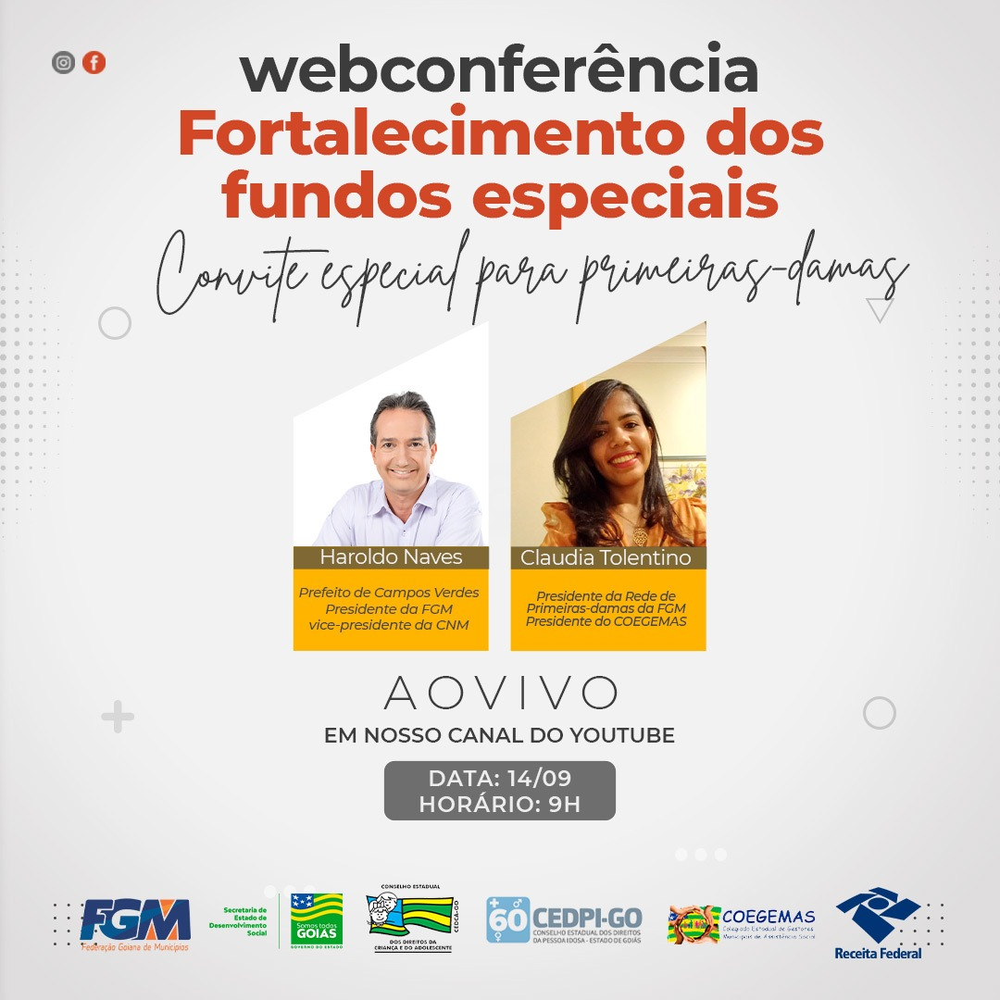 webconferência
Fortalecimento dos
fundos especiais
Convite especial para primeiras-damas
Haroldo Naves
Prefeito de Campos Verdes
Presidente da FGM
vice-presidente da CNM
Claudia Tolentino
Presidente da Rede de
Primeiras-damas da FGM
Presidente do COEGEMAS
AO VIVO
EM NOSSO CANAL DO YOUTUBE
DATA: 14/09
HORÁRIO: 9H
FGM
Federação Goiana de Municípios
Secretaria de
Estado de
Desenvolvimento
Social
Somos todos
GOIÁS
GOVERNO DO ESTADO
CONSELHO ESTADUAL
DOS DIREITOS DA
CRIANÇA E DO ADOLESCENTE
CEDCA-GO
60
CEDPI-GO
CONSELHO ESTADUAL DOS DIREITOS
DA PESSOA IDOSA - ESTADO DE GOIÁS
COEGEMAS
Colegiado Estadual de Gestores
Municipais de Assistência Social
Receita Federal